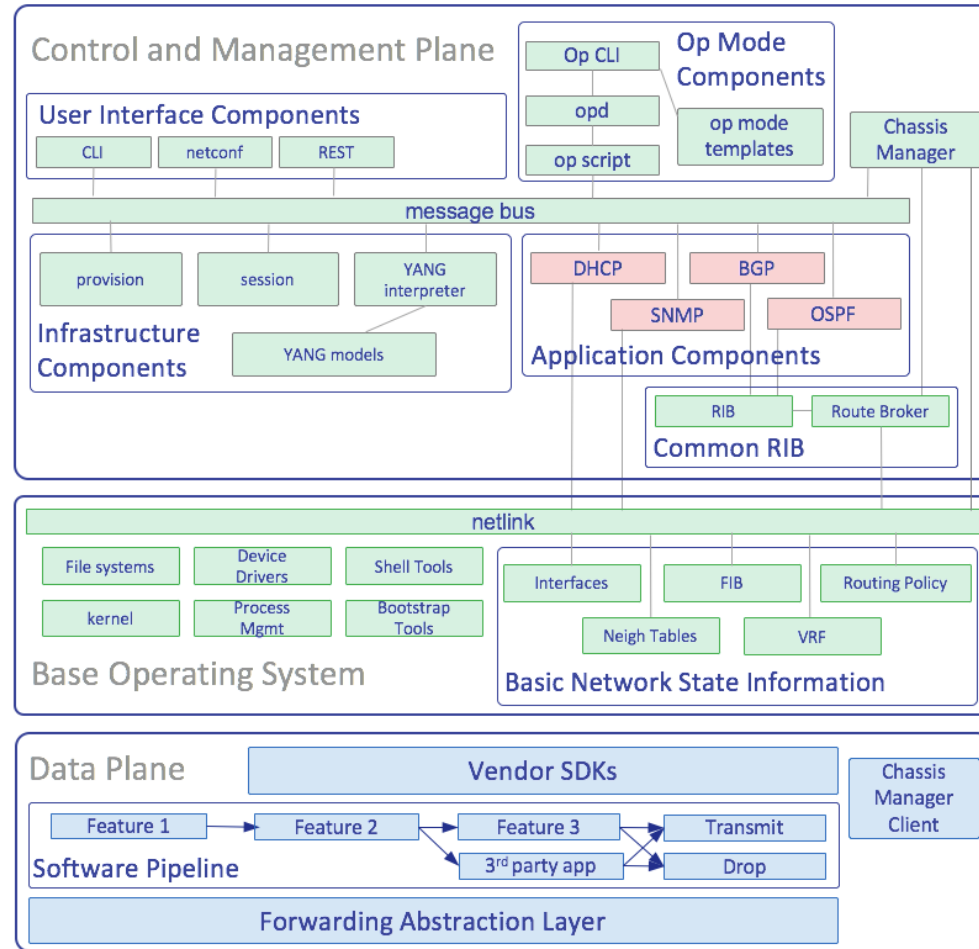 Control and Management Plane
Op Mode
Components
Op CLI
opd
op script
op mode
templates
User Interface Components
CLI
netconf
REST
Chassis
Manager
message bus
provision
session
YANG
interpreter
YANG models
Infrastructure
Components
DHCP
BGP
SNMP
OSPF
Application Components
RIB
Route Broker
Common RIB
netlink
File systems
Device
Drivers
Shell Tools
kernel
Process
Mgmt
Bootstrap
Tools
Base Operating System
Interfaces
FIB
Routing Policy
Neigh Tables
VRF
Basic Network State Information
Data Plane
Vendor SDKs
Chassis
Manager
Client
Feature 1
Feature 2
Feature 3
Transmit
3rd party app
Drop
Software Pipeline
Forwarding Abstraction Layer